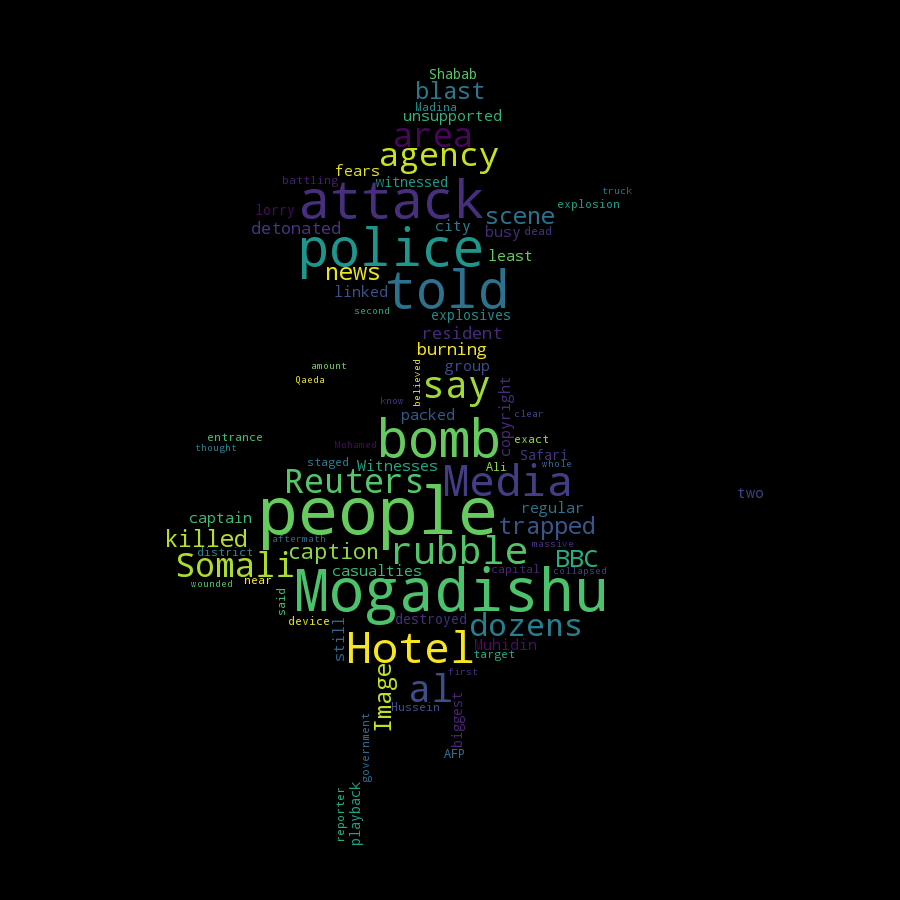 Shabab
blast
Madina
unsupported
area
agency
fears
battling
witnessed
attack
truck
explosion
lorry
scene
detonated
city
busy
dead
police
least
news
told
linked
second
explosives
resident
burning
amount
group
Qaeda
believed
say
know
copyright
packed
clear
bomb
entrance
exact
thought
Mohamed
Safari
staged
Witnesses
Ali
whole
Reuters
Media
two
people
regular
captain
trapped
killed
aftermath
massive
district
caption
rubble
BBC
Somali
casualties
capital
collapsed
wounded
near
Mogadishu
said
device
destroyed
dozens
still
Hotel
Muhidin
target
Image
al
first
Hussein
biggest
government
AFP
reporter
playback